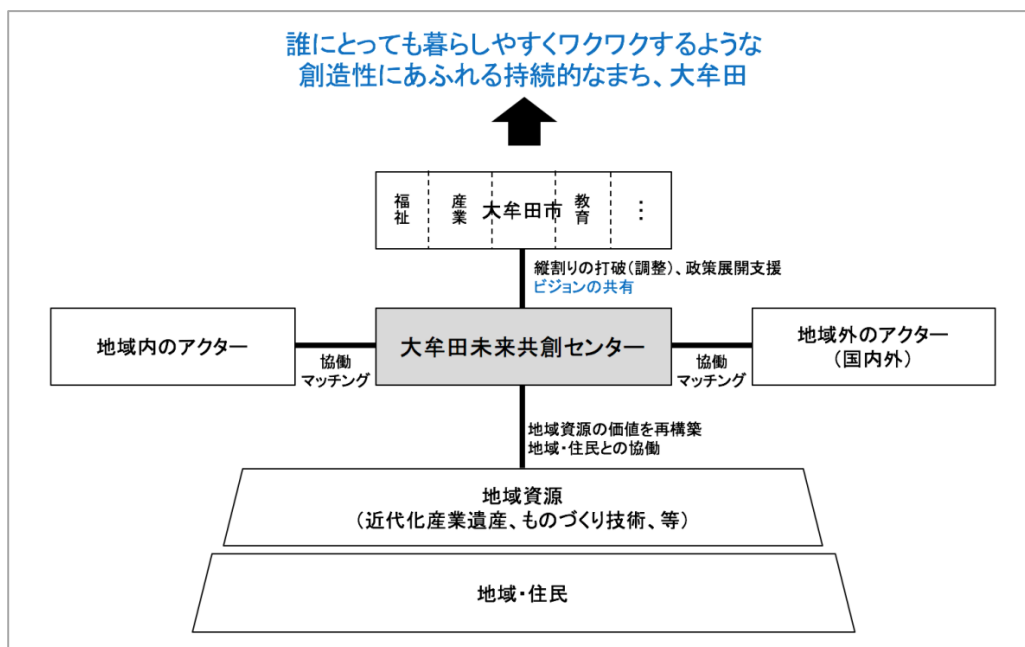 誰にとっても暮らしやすくワクワクするような
創造性にあふれる持続的なまち、大牟田
福祉
産業
大牟田市
教育
⋮
縦割りの打破(調整)、政策展開支援
ビジョンの共有
地域内のアクター
協働
マッチング
大牟田未来共創センター
協働
マッチング
地域外のアクター
(国内外)
地域資源の価値を再構築
地域・住民との協働
地域資源
(近代化産業遺産、ものづくり技術、等)
地域・住民